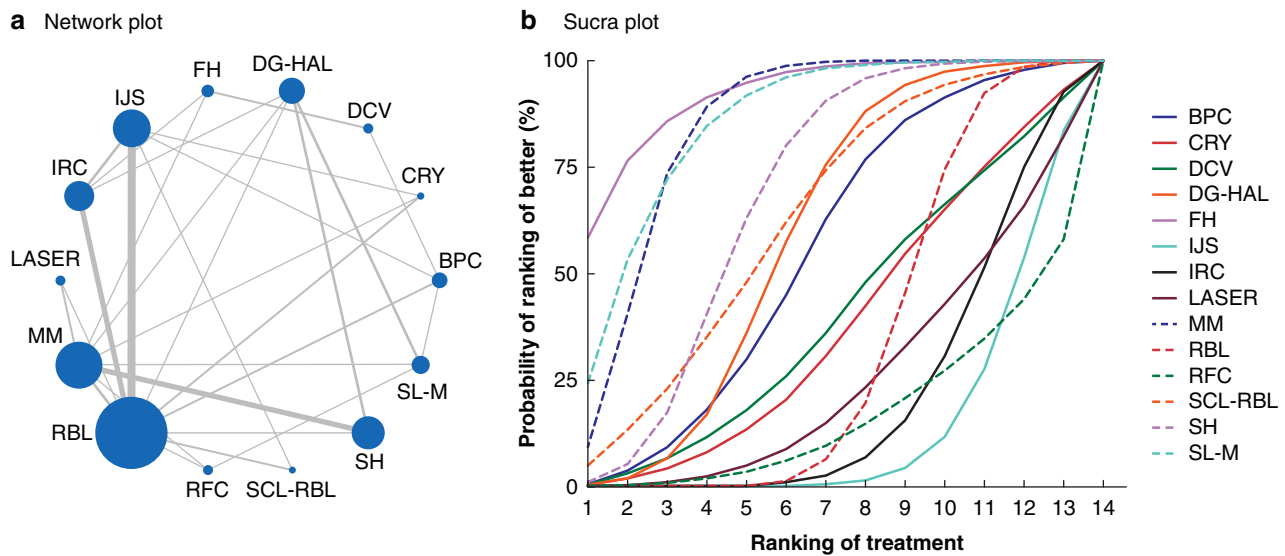 a Network plot
FH
DG-HAL
IJS
DCV
IRC
CRY
LASER
BPC
MM
SL-M
RBL
SH
RFC
SCL-RBL
b Sucra plot
Probability of ranking of better (%)
100
75
50
25
0
1 2 3 4 5 6 7 8 9 10 11 12 13 14
Ranking of treatment
BPC
CRY
DCV
DG-HAL
FH
IJS
IRC
LASER
MM
RBL
RFC
SCL-RBL
SH
SL-M